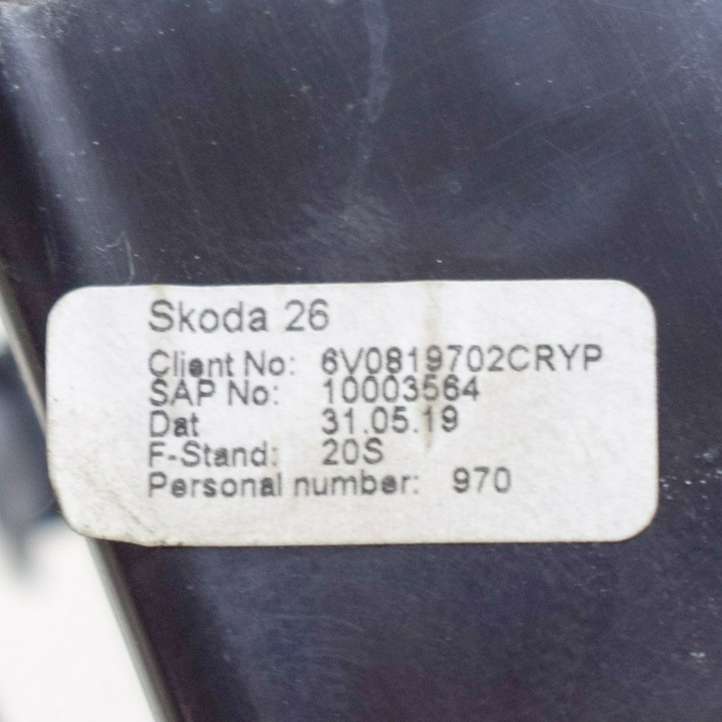 Skoda 26
Client No: 6V0819702CRYP
SAP No: 10003564
Dat 31.05.19
F-Stand: 20S
Personal number: 970